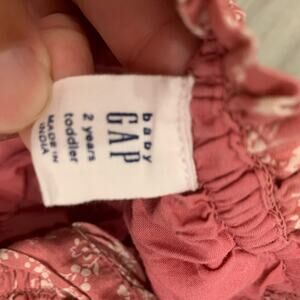 baby
GAP
2 years
toddler
MADE IN
INDIA